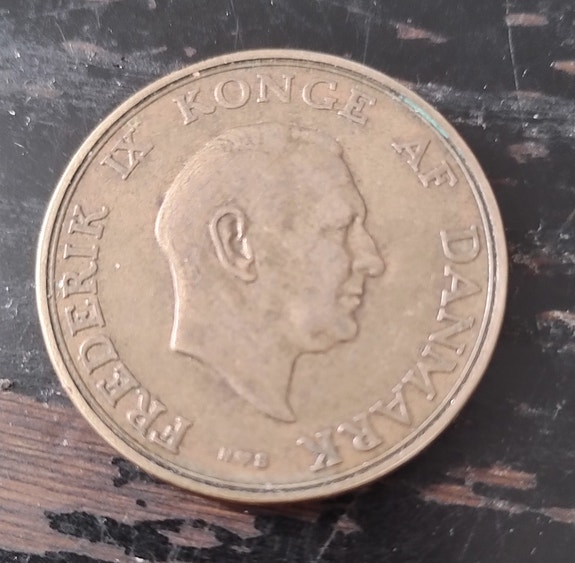 FREDERIK IX KONGE AF DANMARK